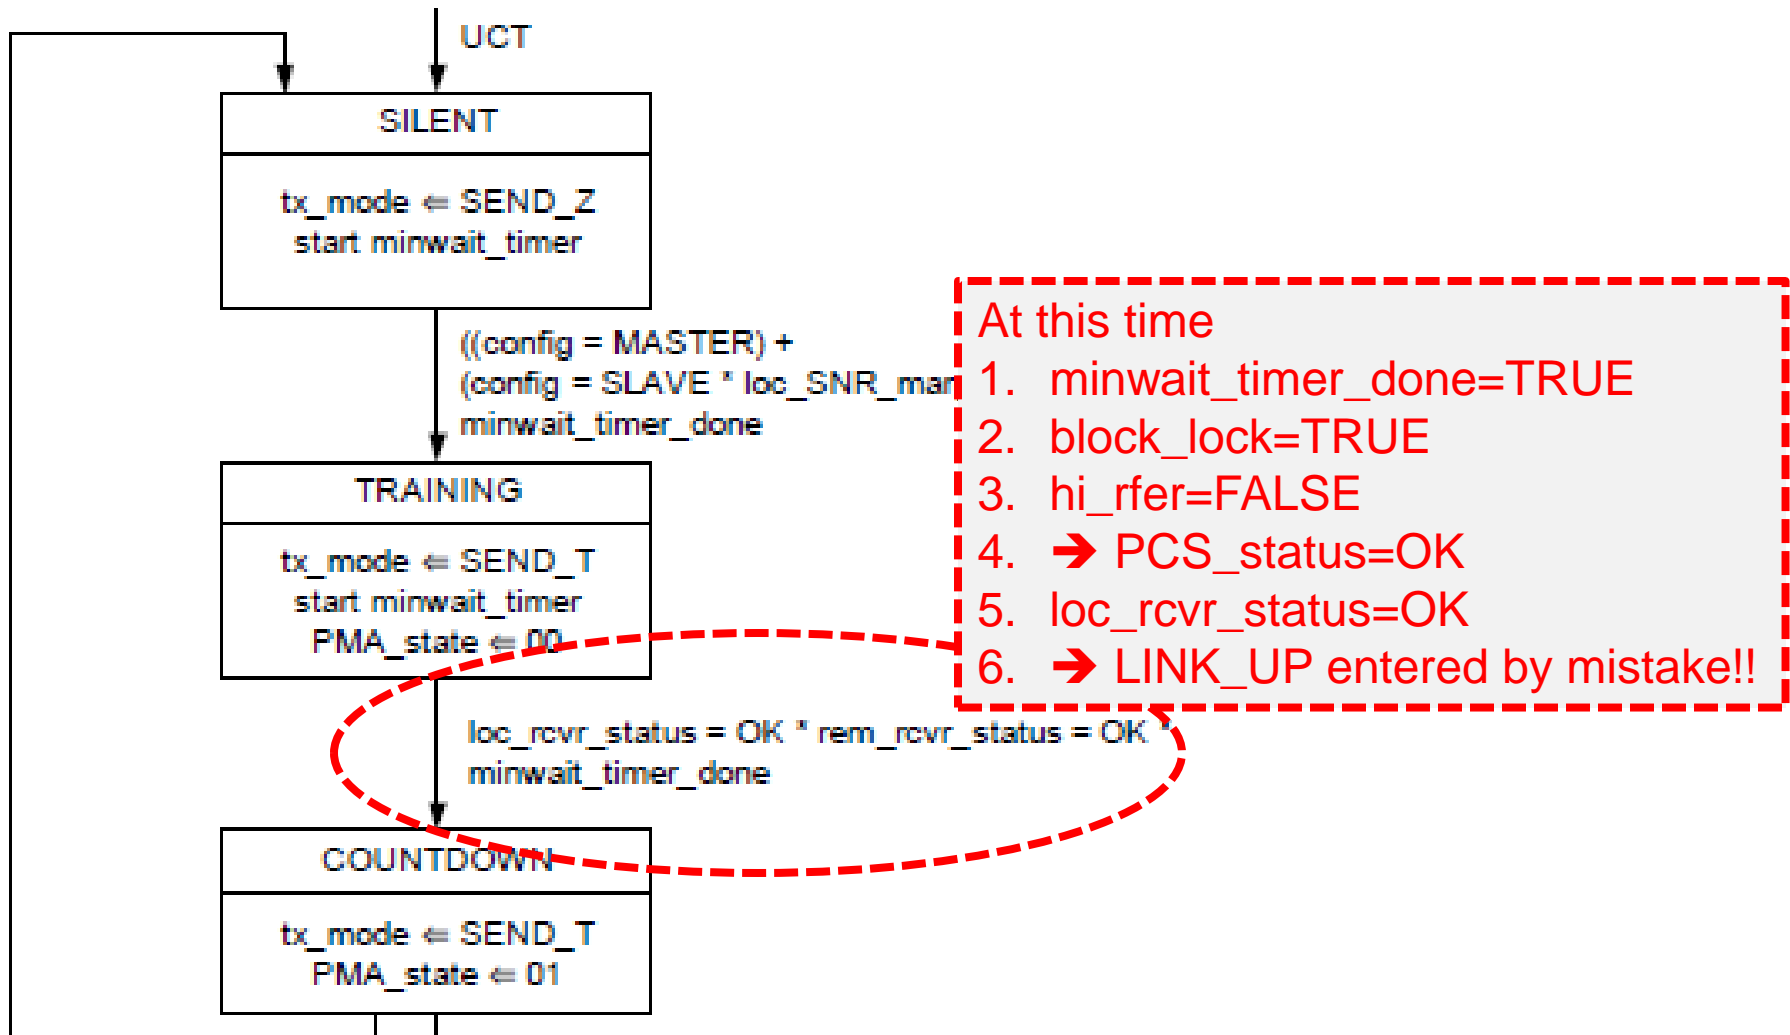 UCT
SILENT
tx_mode ⇐ SEND_Z
start minwait_timer
((config = MASTER) +
(config = SLAVE * loc_SNR_mar
minwait_timer_done
At this time
1. minwait_timer_done=TRUE
2. block_lock=TRUE
3. hi_rfer=FALSE
4. ➔ PCS_status=OK
5. loc_rcvr_status=OK
6. ➔ LINK_UP entered by mistake!!
TRAINING
tx_mode ⇐ SEND_T
start minwait_timer
PMA_state ⇐ 00
loc_rcvr_status = OK * rem_rcvr_status = OK *
minwait_timer_done
COUNTDOWN
tx_mode ⇐ SEND_T
PMA_state ⇐ 01